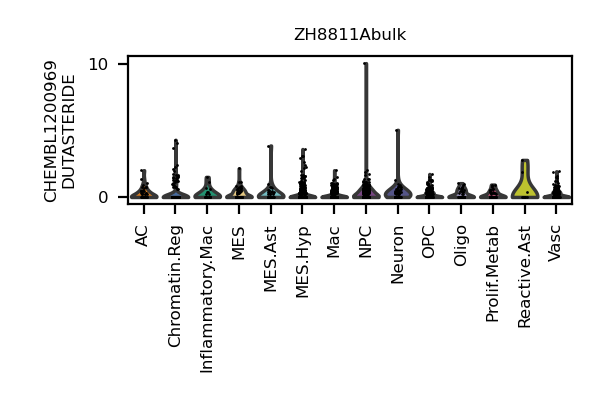 ZH8811Abulk
CHEMBL1200969
DUTASTERIDE
10
0
AC
Chromatin.Reg
Inflammatory.Mac
MES
MES.Ast
MES.Hyp
Mac
NPC
Neuron
OPC
Oligo
Prolif.Metab
Reactive.Ast
Vasc